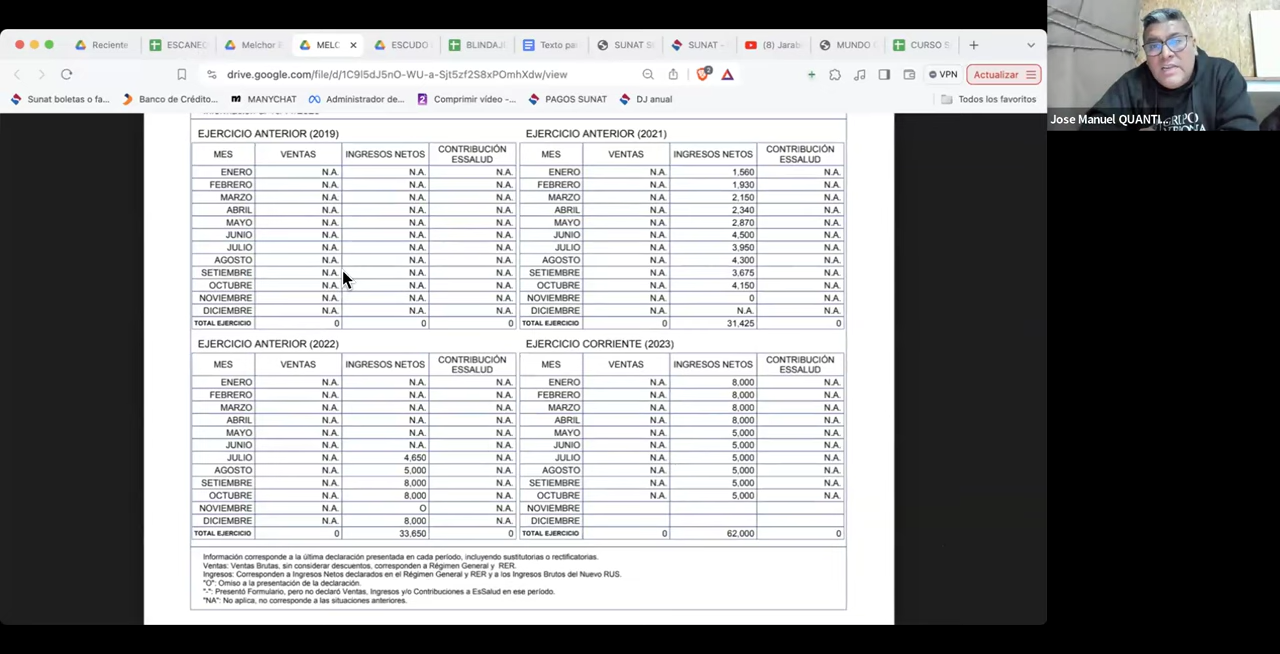 Reciente
ESCANEO
Melchor
MELC
ESCUDO
BLINDAJE
Texto par
SUNAT
SUNAT -
(8) Jarab
MUNDO
CURSO
drive.google.com/file/d/1C9I5dJ5nO-WU-a-Sjt5zf2S8xPOmhXdw/view
VPN
Actualizar
Sunat boletas o fa...
Banco de Crédito...
MANYCHAT
Administrador de...
Comprimir vídeo -...
PAGOS SUNAT
DJ anual
Todos los favoritos
Jose Manuel QUANTI...
EJERCICIO ANTERIOR (2019)
MES VENTAS INGRESOS NETOS CONTRIBUCIÓN ESSALUD
ENERO N.A. N.A. N.A.
FEBRERO N.A. N.A. N.A.
MARZO N.A. N.A. N.A.
ABRIL N.A. N.A. N.A.
MAYO N.A. N.A. N.A.
JUNIO N.A. N.A. N.A.
JULIO N.A. N.A. N.A.
AGOSTO N.A. N.A. N.A.
SETIEMBRE N.A. N.A. N.A.
OCTUBRE N.A. N.A. N.A.
NOVIEMBRE N.A. N.A. N.A.
DICIEMBRE N.A. N.A. N.A.
TOTAL EJERCICIO 0 0 0
EJERCICIO ANTERIOR (2021)
MES VENTAS INGRESOS NETOS CONTRIBUCIÓN ESSALUD
ENERO N.A. 1,560 N.A.
FEBRERO N.A. 1,930 N.A.
MARZO N.A. 2,150 N.A.
ABRIL N.A. 2,340 N.A.
MAYO N.A. 2,870 N.A.
JUNIO N.A. 4,500 N.A.
JULIO N.A. 3,950 N.A.
AGOSTO N.A. 4,300 N.A.
SETIEMBRE N.A. 3,675 N.A.
OCTUBRE N.A. 4,150 N.A.
NOVIEMBRE N.A. 0 N.A.
DICIEMBRE N.A. N.A. N.A.
TOTAL EJERCICIO 0 31,425 0
EJERCICIO ANTERIOR (2022)
MES VENTAS INGRESOS NETOS CONTRIBUCIÓN ESSALUD
ENERO N.A. N.A. N.A.
FEBRERO N.A. N.A. N.A.
MARZO N.A. N.A. N.A.
ABRIL N.A. N.A. N.A.
MAYO N.A. N.A. N.A.
JUNIO N.A. N.A. N.A.
JULIO N.A. 4,650 N.A.
AGOSTO N.A. 5,000 N.A.
SETIEMBRE N.A. 8,000 N.A.
OCTUBRE N.A. 8,000 N.A.
NOVIEMBRE N.A. O N.A.
DICIEMBRE N.A. 8,000 N.A.
TOTAL EJERCICIO 0 33,650 0
EJERCICIO CORRIENTE (2023)
MES VENTAS INGRESOS NETOS CONTRIBUCIÓN ESSALUD
ENERO N.A. 8,000 N.A.
FEBRERO N.A. 8,000 N.A.
MARZO N.A. 8,000 N.A.
ABRIL N.A. 8,000 N.A.
MAYO N.A. 5,000 N.A.
JUNIO N.A. 5,000 N.A.
JULIO N.A. 5,000 N.A.
AGOSTO N.A. 5,000 N.A.
SETIEMBRE N.A. 5,000 N.A.
OCTUBRE N.A. 5,000 N.A.
NOVIEMBRE
DICIEMBRE
TOTAL EJERCICIO 0 62,000 0
Información corresponde a la última declaración presentada en cada período, incluyendo sustitutorias o rectificatorias.
Ventas: Ventas Brutas, sin considerar descuentos, corresponden a Régimen General y RER.
Ingresos: Corresponden a Ingresos Netos declarados en el Régimen General y RER y a los Ingresos Brutos del Nuevo RUS.
"O": Omiso a la presentación de la declaración.
"-": Presentó Formulario, pero no declaró Ventas, Ingresos y/o Contribuciones a EsSalud en ese período.
"NA": No aplica, no corresponde a las situaciones anteriores.